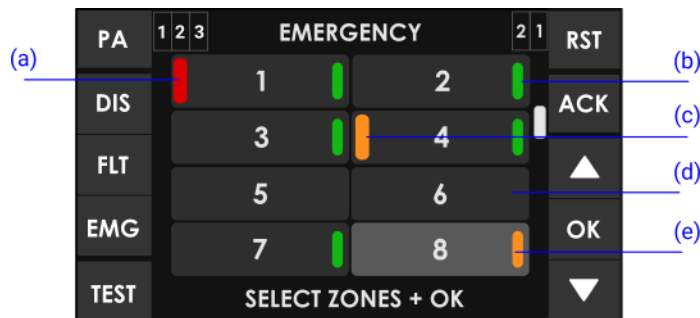 PA 1 2 3 EMERGENCY 2 1 RST
(a) 1 2 (b)
DIS ACK
3 4 (c)
FLT
5 6 (d)
EMG OK
7 8 (e)
TEST SELECT ZONES + OK